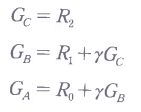 G_C = R_2
G_B = R_1 + γG_C
G_A = R_0 + γG_B